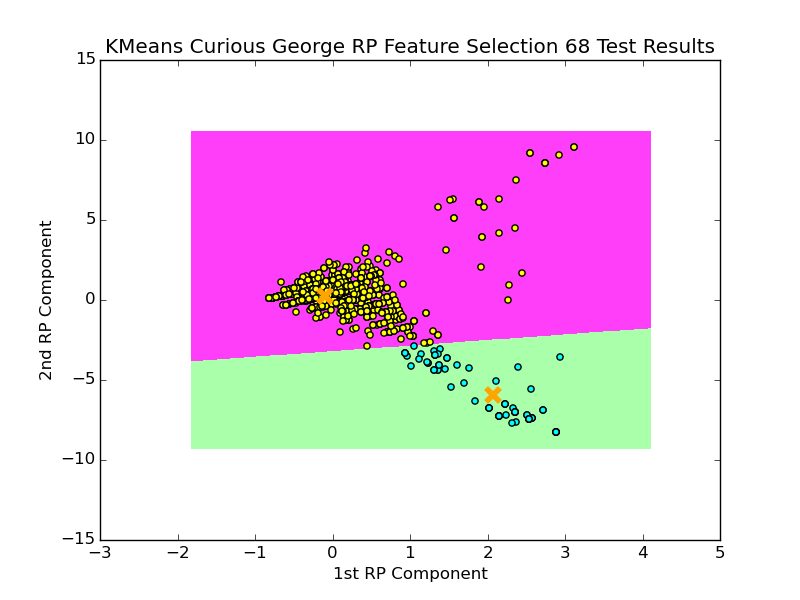 KMeans Curious George RP Feature Selection 68 Test Results
15
10
5
0
−5
−10
−15
2nd RP Component
−3 −2 −1 0 1 2 3 4 5
1st RP Component